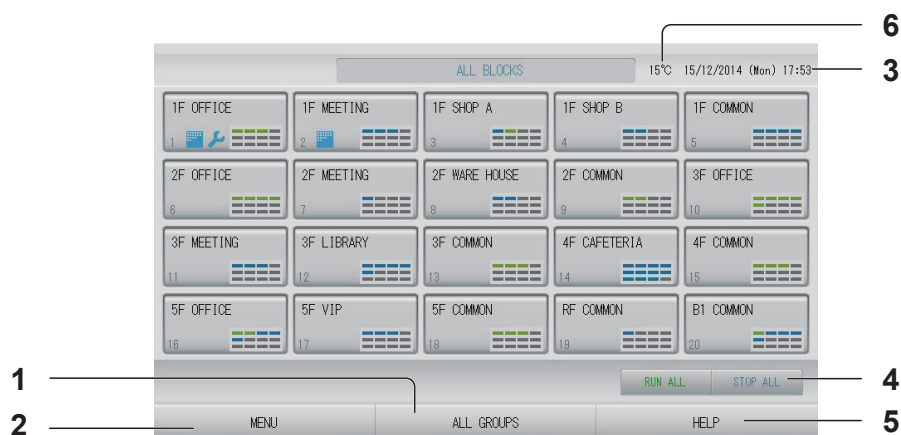 6
ALL BLOCKS 15°C 15/12/2014 (Mon) 17:53 3
1F OFFICE 1F MEETING 1F SHOP A 1F SHOP B 1F COMMON
1 2 3 4 5
2F OFFICE 2F MEETING 2F WARE HOUSE 2F COMMON 3F OFFICE
6 7 8 9 10
3F MEETING 3F LIBRARY 3F COMMON 4F CAFETERIA 4F COMMON
11 12 13 14 15
5F OFFICE 5F VIP 5F COMMON RF COMMON B1 COMMON
16 17 18 19 20
1 RUN ALL STOP ALL 4
2 MENU ALL GROUPS HELP 5